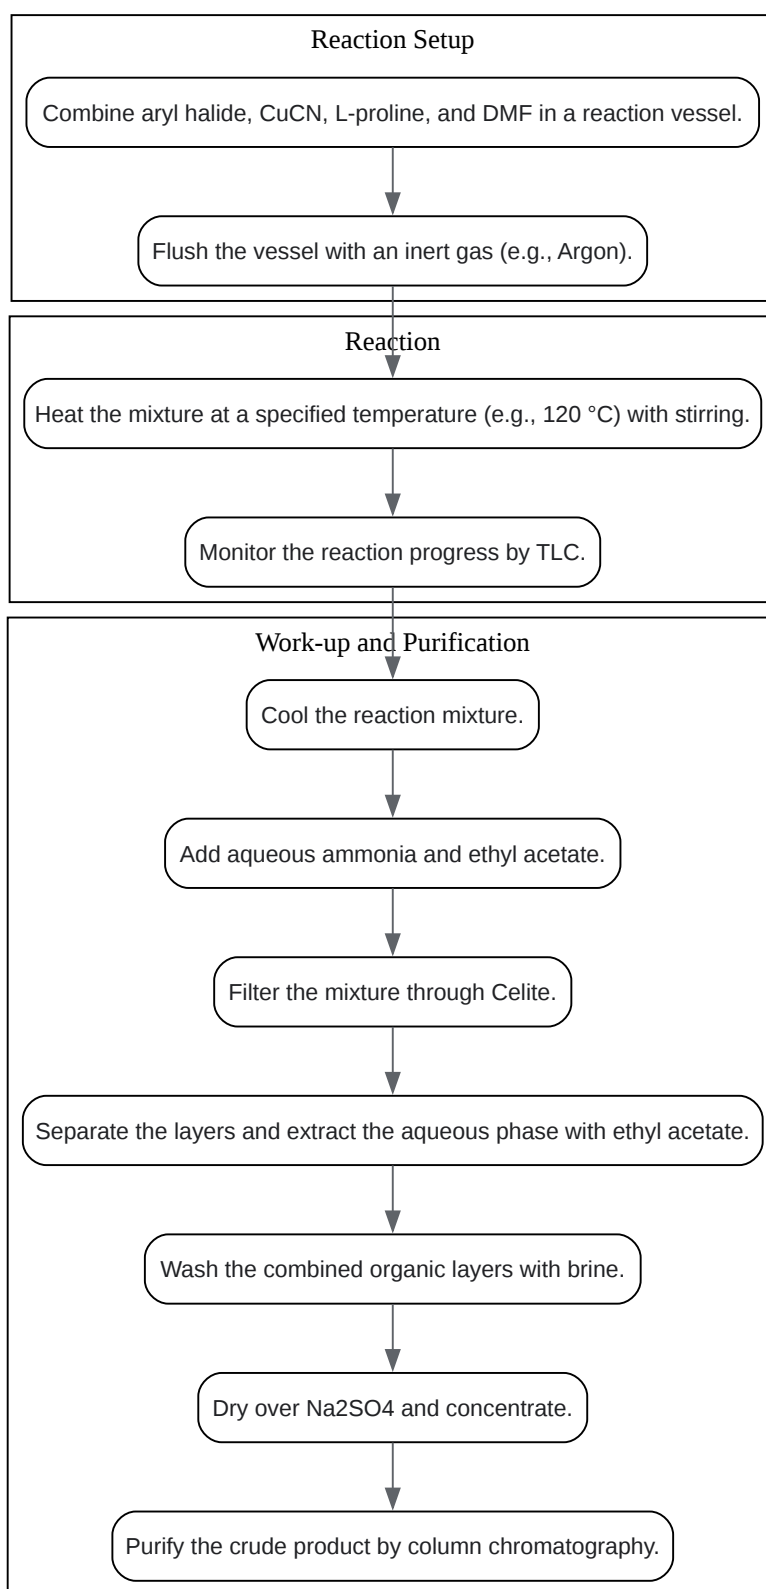 Reaction Setup
Combine aryl halide, CuCN, L-proline, and DMF in a reaction vessel.
Flush the vessel with an inert gas (e.g., Argon).
Reaction
Heat the mixture at a specified temperature (e.g., 120 °C) with stirring.
Monitor the reaction progress by TLC.
Work-up and Purification
Cool the reaction mixture.
Add aqueous ammonia and ethyl acetate.
Filter the mixture through Celite.
Separate the layers and extract the aqueous phase with ethyl acetate.
Wash the combined organic layers with brine.
Dry over Na2SO4 and concentrate.
Purify the crude product by column chromatography.